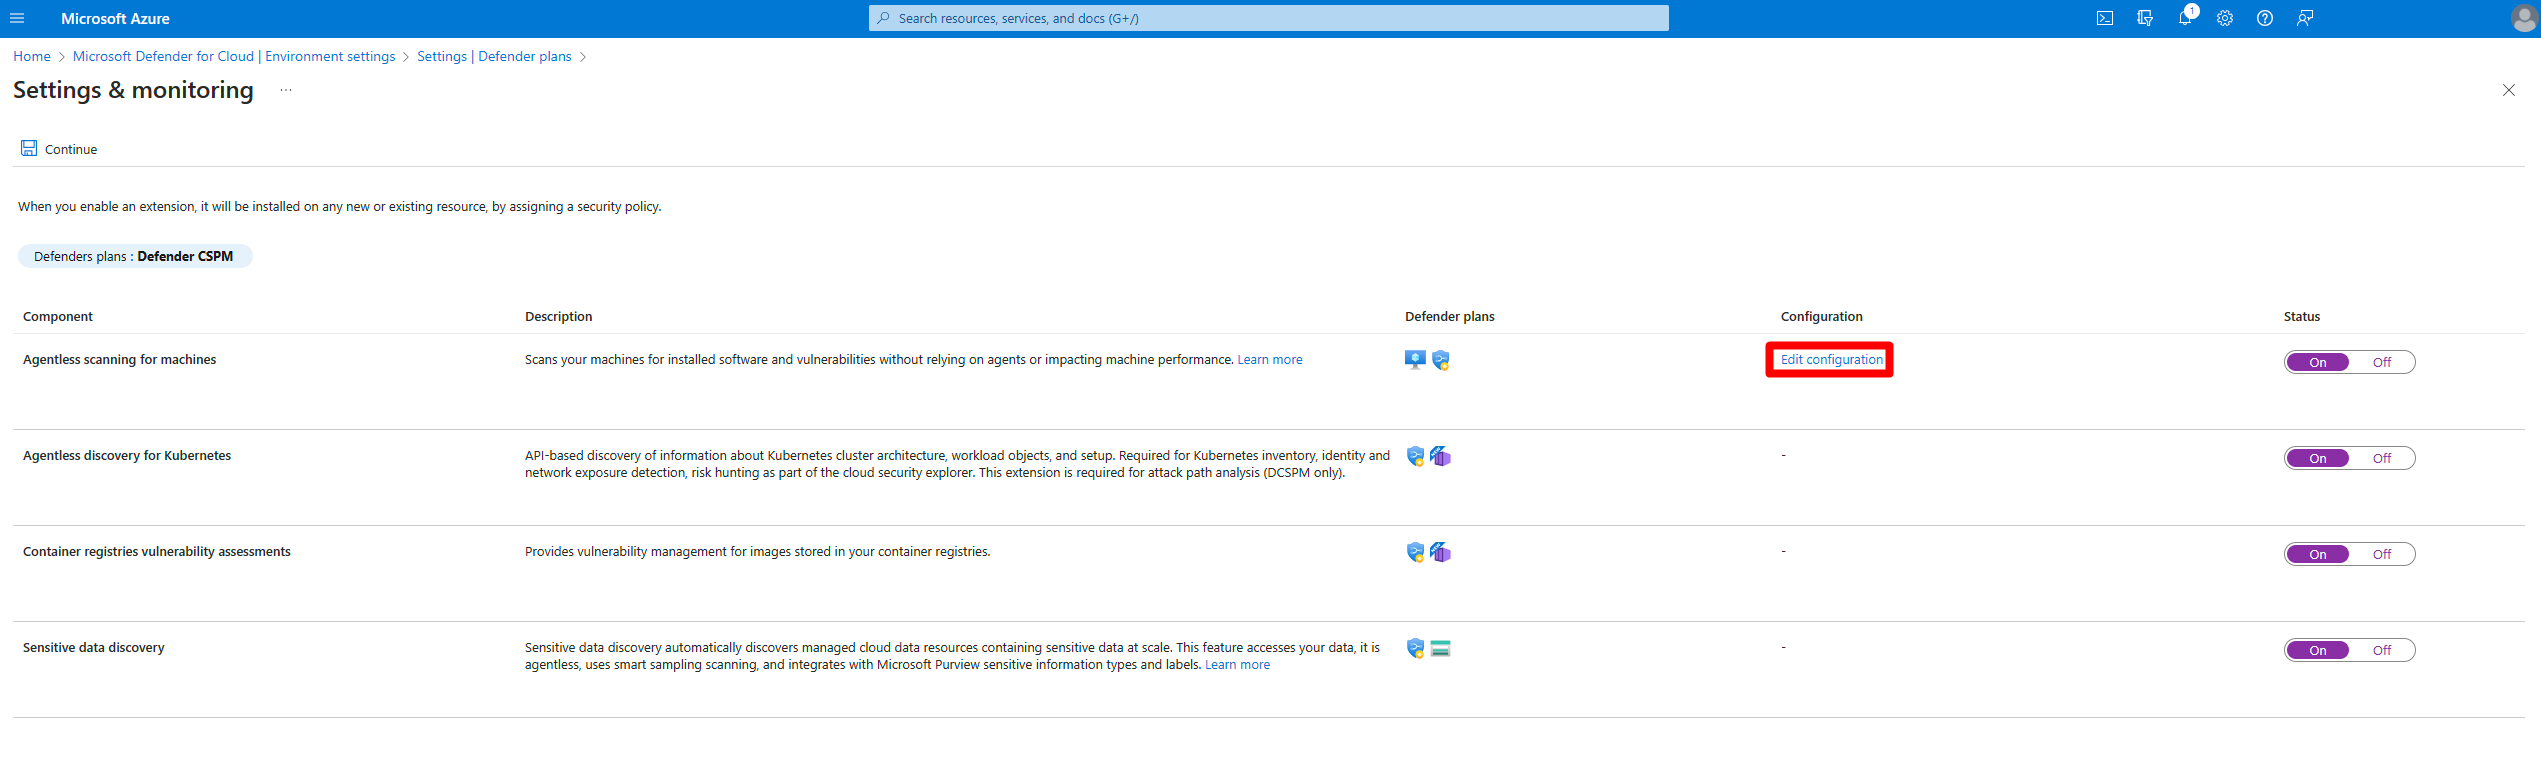 Microsoft Azure
Search resources, services, and docs (G+/)
1
Home > Microsoft Defender for Cloud | Environment settings > Settings | Defender plans >
Settings & monitoring ...
Continue
When you enable an extension, it will be installed on any new or existing resource, by assigning a security policy.
Defenders plans : Defender CSPM
Component Description Defender plans Configuration Status
Agentless scanning for machines Scans your machines for installed software and vulnerabilities without relying on agents or impacting machine performance. Learn more Edit configuration On Off
Agentless discovery for Kubernetes API-based discovery of information about Kubernetes cluster architecture, workload objects, and setup. Required for Kubernetes inventory, identity and - On Off
network exposure detection, risk hunting as part of the cloud security explorer. This extension is required for attack path analysis (DCSPM only).
Container registries vulnerability assessments Provides vulnerability management for images stored in your container registries. - On Off
Sensitive data discovery Sensitive data discovery automatically discovers managed cloud data resources containing sensitive data at scale. This feature accesses your data, it is - On Off
agentless, uses smart sampling scanning, and integrates with Microsoft Purview sensitive information types and labels. Learn more